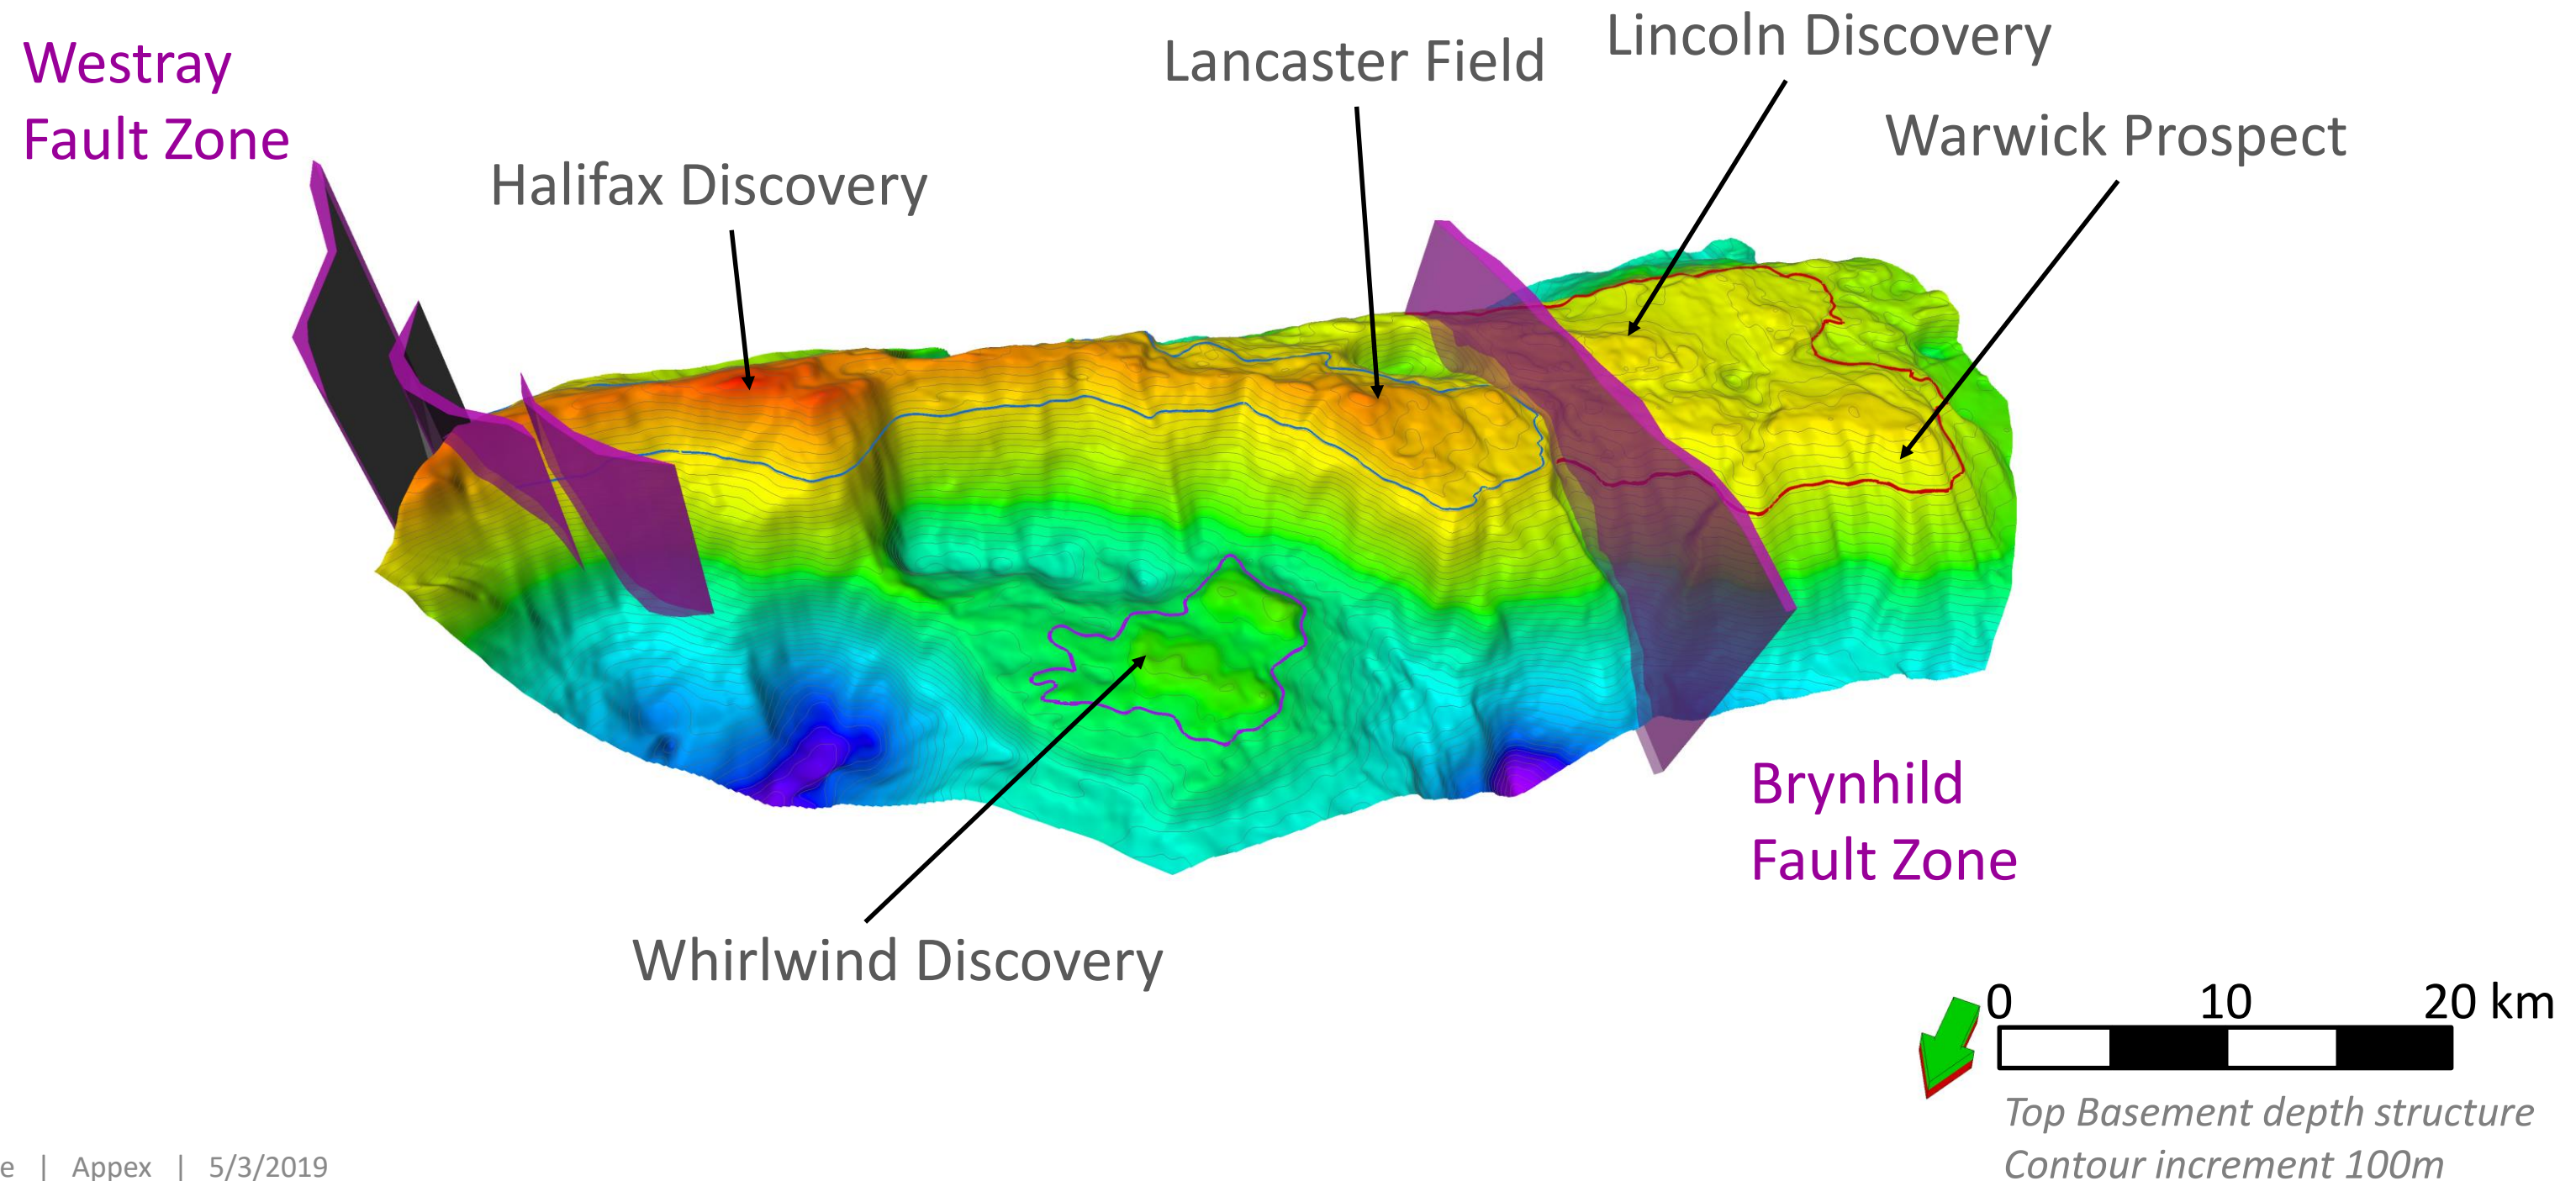 Westray
Fault Zone
Halifax Discovery
Lancaster Field
Lincoln Discovery
Warwick Prospect
Whirlwind Discovery
Brynhild
Fault Zone
0 10 20 km
Top Basement depth structure
Contour increment 100m
e | Appex | 5/3/2019